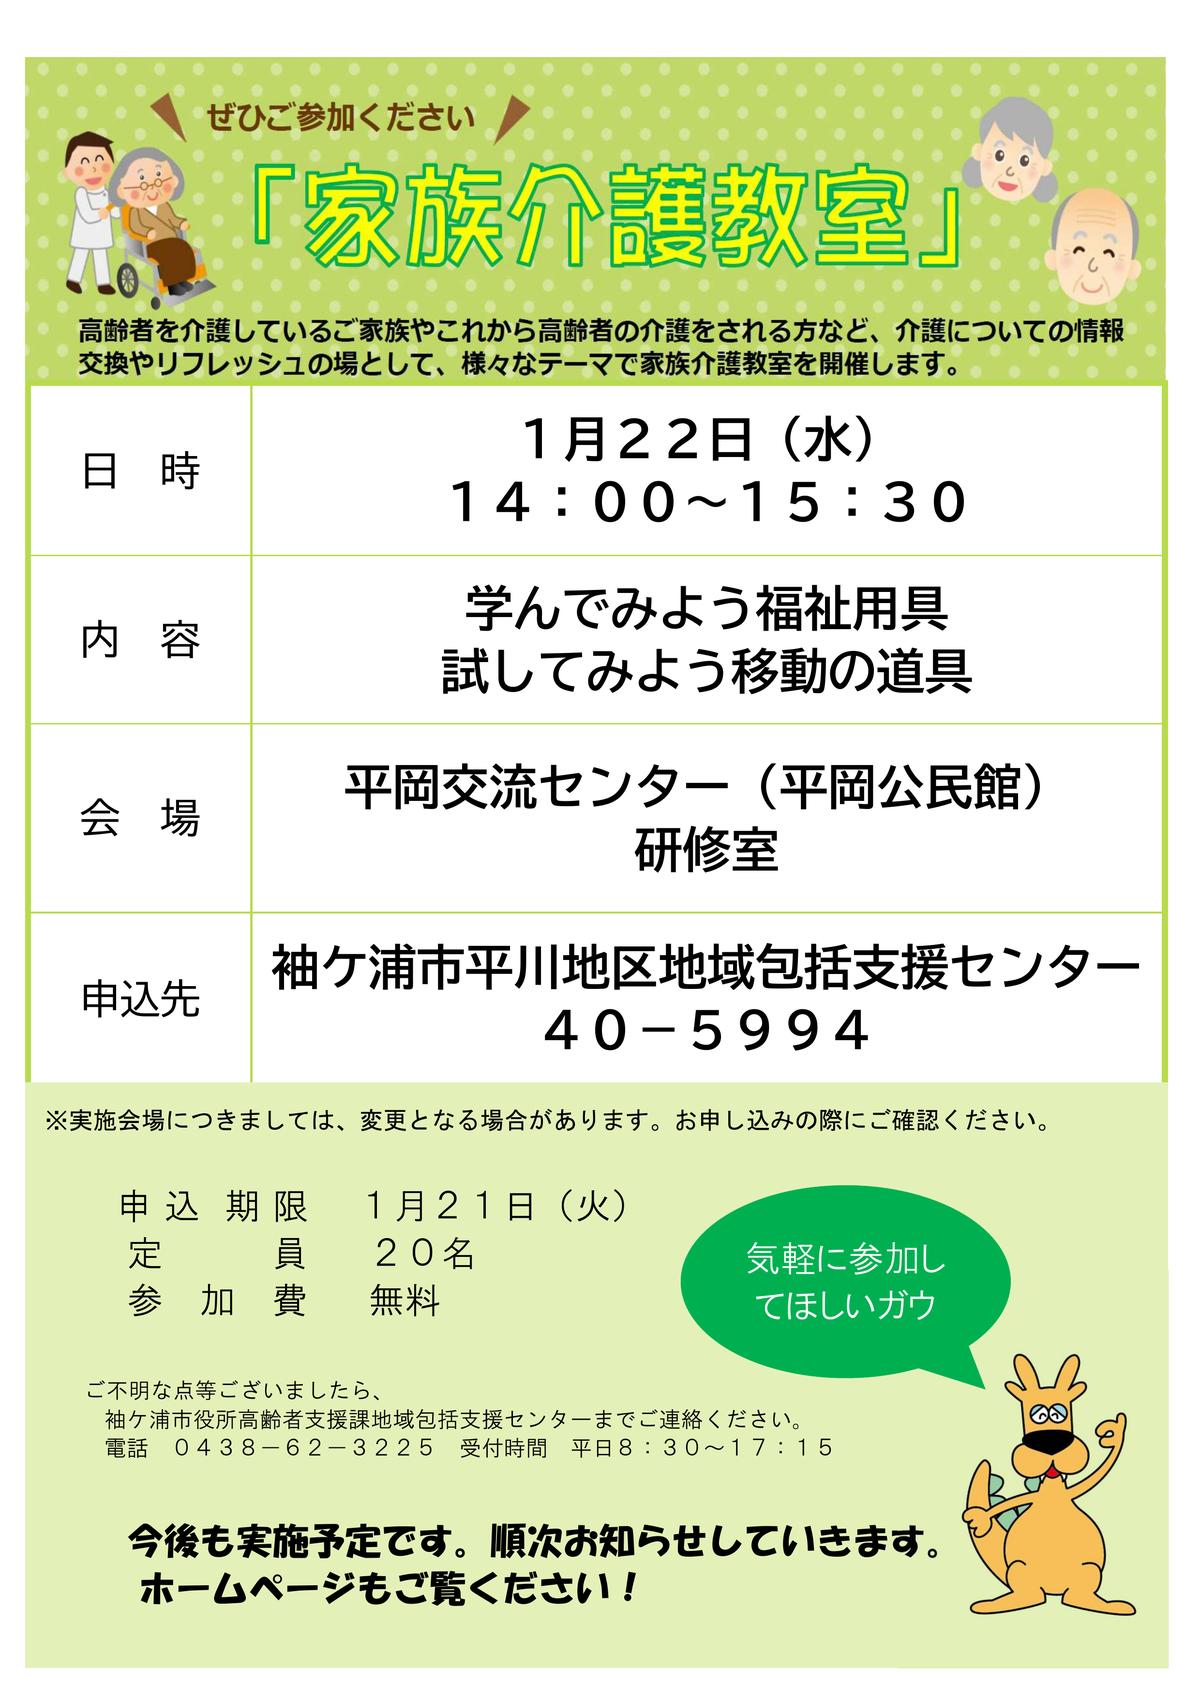 ぜひご参加ください
「家族介護教室」
高齢者を介護しているご家族やこれから高齢者の介護をされる方など、介護についての情報
交換やリフレッシュの場として、様々なテーマで家族介護教室を開催します。
日　時
１月２２日（水）
１４：００～１５：３０
内　容
学んでみよう福祉用具
試してみよう移動の道具
会　場
平岡交流センター（平岡公民館）
研修室
申込先
袖ケ浦市平川地区地域包括支援センター
４０－５９９４
※実施会場につきましては、変更となる場合があります。お申し込みの際にご確認ください。
申込期限　１月２１日（火）
定　　員　２０名
参 加 費　無料
気軽に参加し
てほしいガウ
ご不明な点等ございましたら、
袖ケ浦市役所高齢者支援課地域包括支援センターまでご連絡ください。
電話　０４３８－６２－３２２５　受付時間　平日８：３０～１７：１５
今後も実施予定です。順次お知らせしていきます。
ホームページもご覧ください！